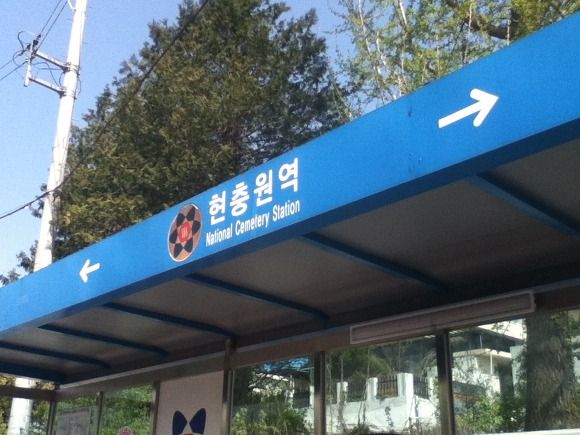 현충원역
National Cemetery Station